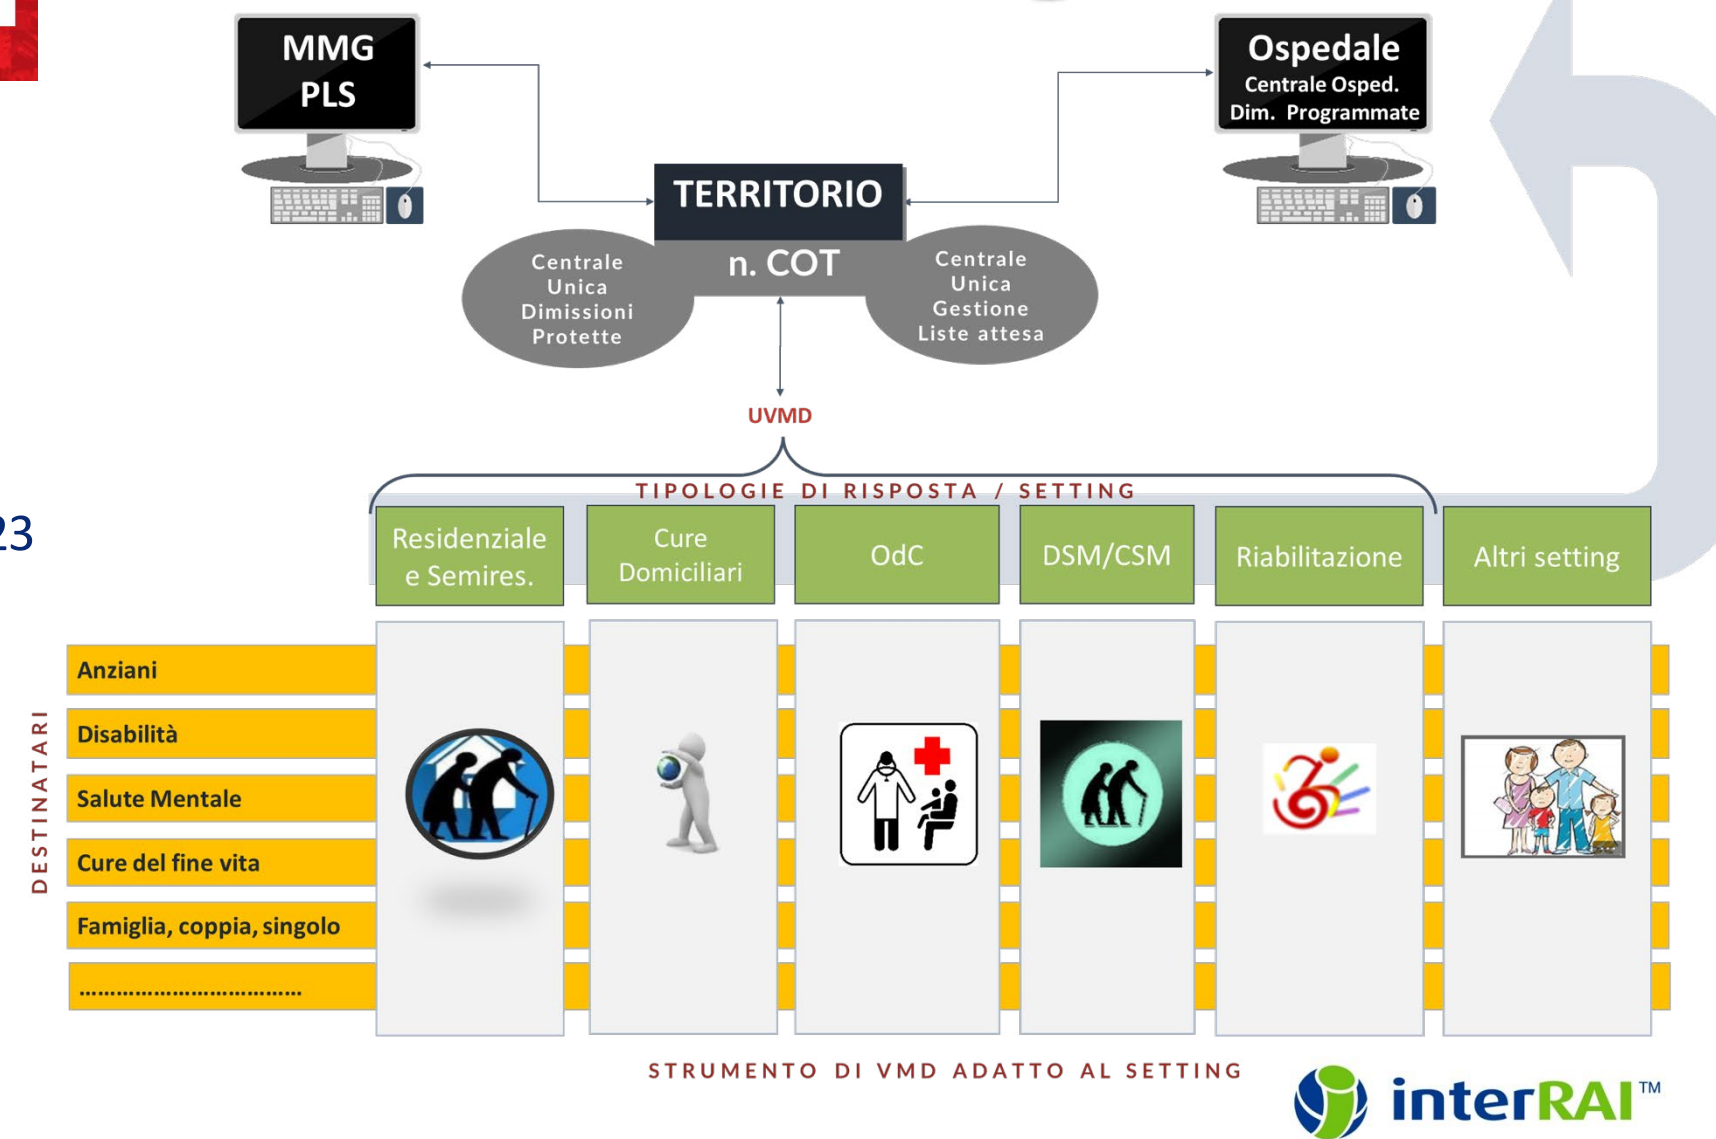 MMG
PLS
Ospedale
Centrale Osped.
Dim. Programmate
TERRITORIO
n. COT
Centrale
Unica
Dimissioni
Protette
Centrale
Unica
Gestione
Liste attesa
UVMD
TIPOLOGIE DI RISPOSTA / SETTING
23
Residenziale
e Semires.
Cure
Domiciliari
OdC
DSM/CSM
Riabilitazione
Altri setting
DESTINATARI
Anziani
Disabilità
Salute Mentale
Cure del fine vita
Famiglia, coppia, singolo
....................................
STRUMENTO DI VMD ADATTO AL SETTING
interRAI™